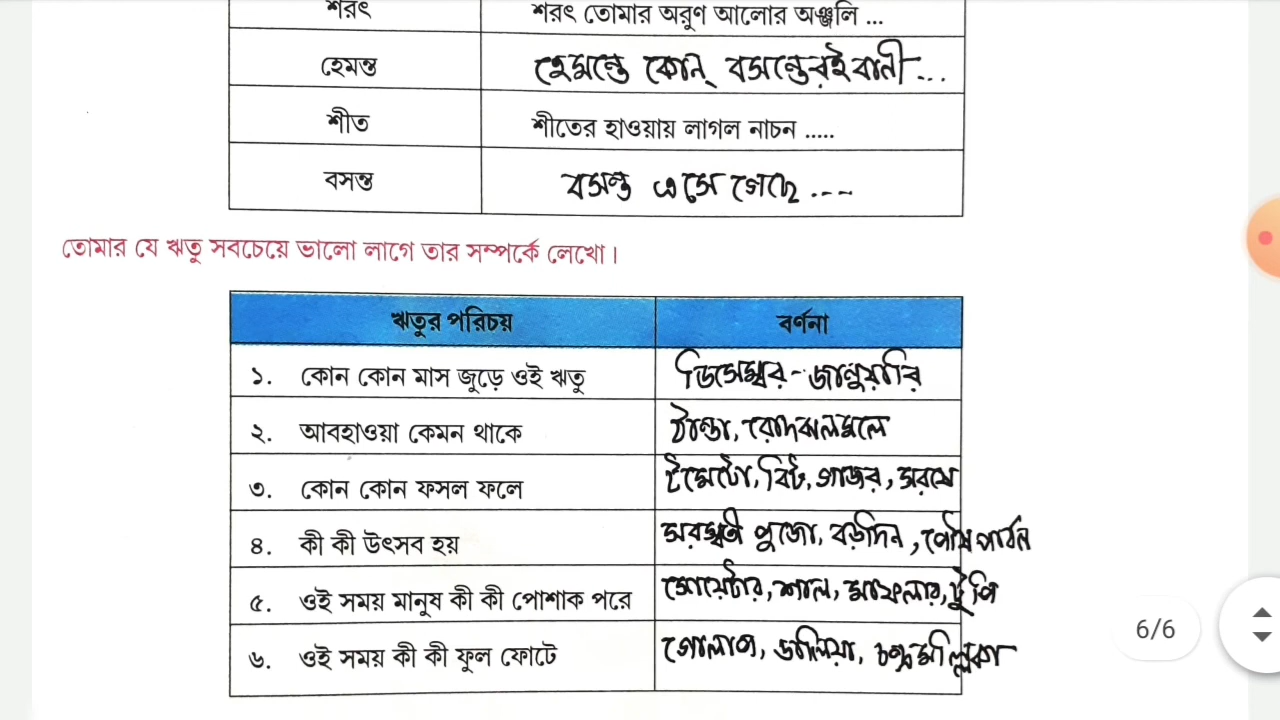 শরৎ শরৎ তোমার অরুণ আলোর অঞ্জলি ...
হেমন্ত হেমন্তে কোন্ বসন্তেরই বানী...
শীত শীতের হাওয়ায় লাগল নাচন .....
বসন্ত বসন্ত এসে গেছে ....
তোমার যে ঋতু সবচেয়ে ভালো লাগে তার সম্পর্কে লেখো।
ঋতুর পরিচয় বর্ণনা
১. কোন কোন মাস জুড়ে ওই ঋতু ডিসেম্বর-জানুয়ারি
২. আবহাওয়া কেমন থাকে ঠান্ডা, রোদঝলমলে
৩. কোন কোন ফসল ফলে টমেটো, বিট, গাজর, সরষে
৪. কী কী উৎসব হয় সরস্বতী পুজো, বড়দিন, পৌষ পার্বন
৫. ওই সময় মানুষ কী কী পোশাক পরে সোয়েটার, শাল, মাফলার, টুপি
৬. ওই সময় কী কী ফুল ফোটে গোলাপ, ডালিয়া, চন্দ্রমল্লিকা
6/6